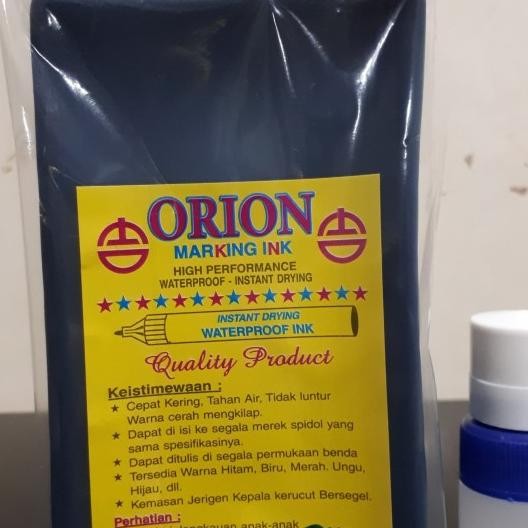 ORION
MARKING INK
HIGH PERFORMANCE
WATERPROOF - INSTANT DRYING
INSTANT DRYING
WATERPROOF INK
Quality Product
Keistimewaan :
★ Cepat Kering, Tahan Air, Tidak luntur
Warna cerah mengkilap.
★ Dapat di isi ke segala merek spidol yang
sama spesifikasinya.
★ Dapat ditulis di segala permukaan benda
★ Tersedia Warna Hitam, Biru, Merah. Ungu,
Hijau, dll.
★ Kemasan Jerigen Kepala kerucut Bersegel.
Perhatian :
anak-anak